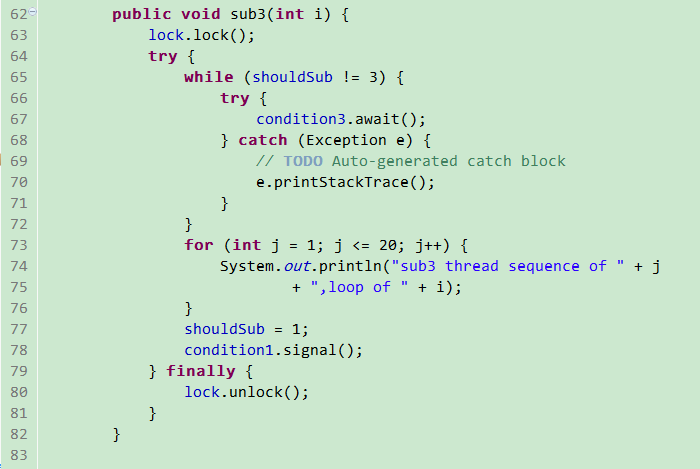 62 public void sub3(int i) {
63 lock.lock();
64 try {
65 while (shouldSub != 3) {
66 try {
67 condition3.await();
68 } catch (Exception e) {
69 // TODO Auto-generated catch block
70 e.printStackTrace();
71 }
72 }
73 for (int j = 1; j <= 20; j++) {
74 System.out.println("sub3 thread sequence of " + j
75 + ",loop of " + i);
76 }
77 shouldSub = 1;
78 condition1.signal();
79 } finally {
80 lock.unlock();
81 }
82 }
83